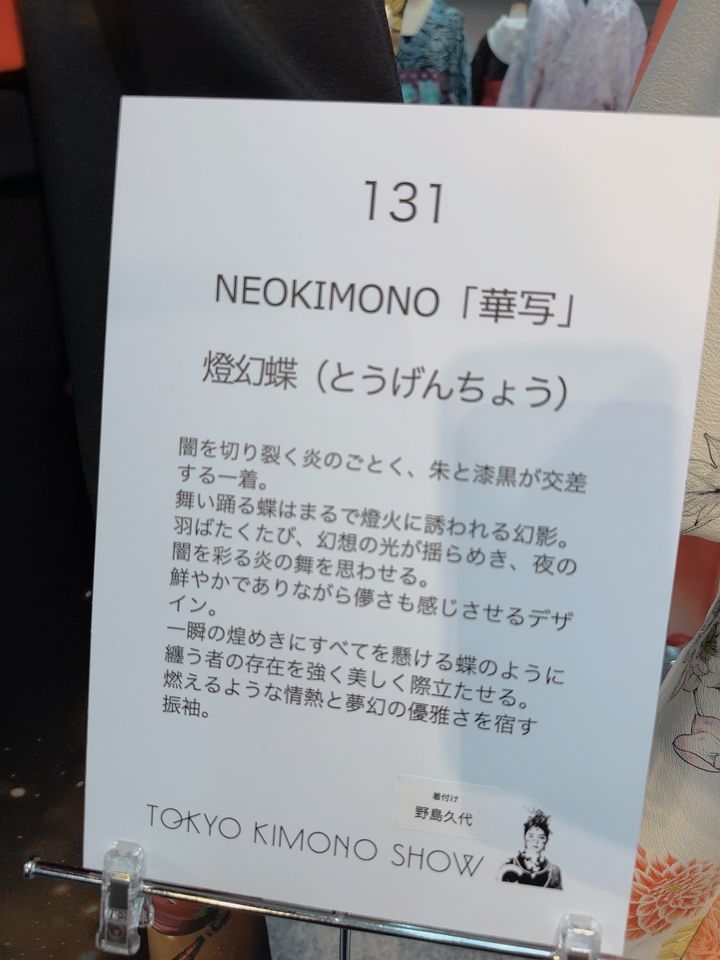 131
NEOKIMONO「華写」
燈幻蝶（とうげんちょう）
闇を切り裂く炎のごとく、朱と漆黒が交差
する一着。
舞い踊る蝶はまるで燈火に誘われる幻影。
羽ばたくたび、幻想の光が揺らめき、夜の
闇を彩る炎の舞を思わせる。
鮮やかでありながら儚さも感じさせるデザ
イン。
一瞬の煌めきにすべてを懸ける蝶のように
纏う者の存在を強く美しく際立たせる。
燃えるような情熱と夢幻の優雅さを宿す
振袖。
着付け
野島久代
TOKYO KIMONO SHOW